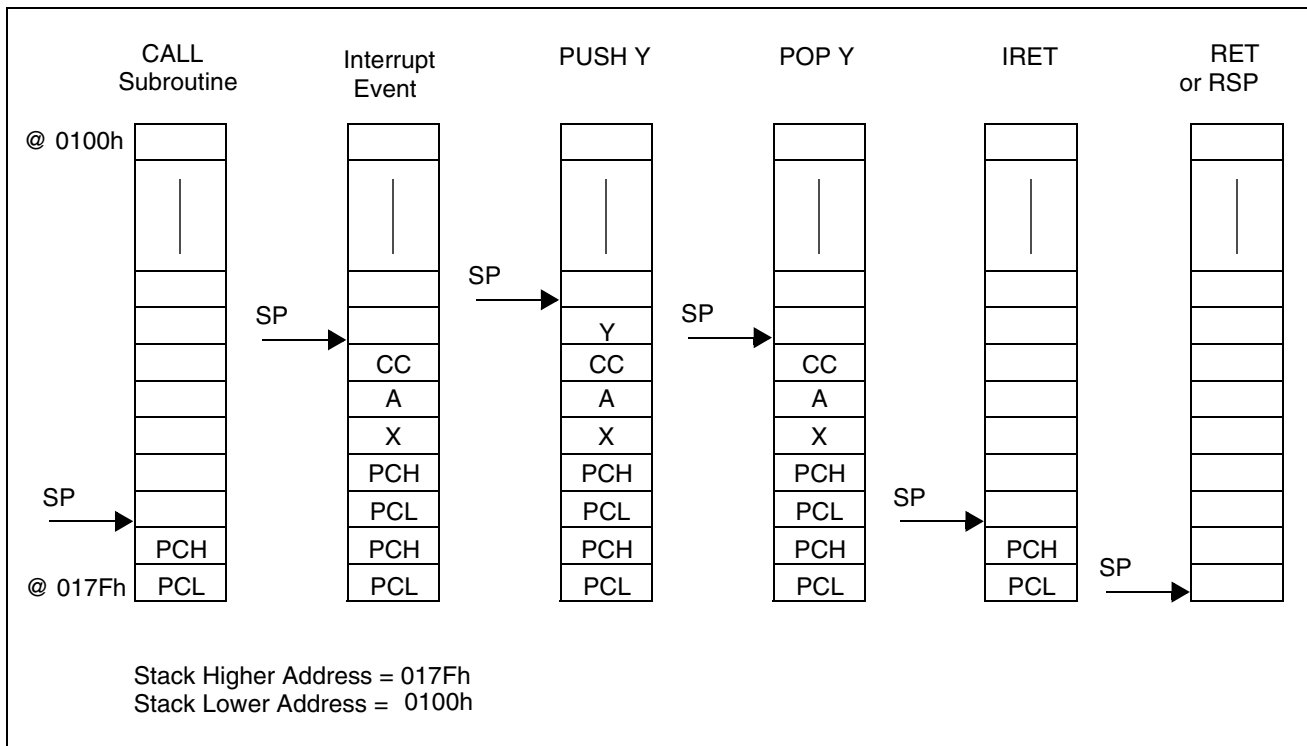 CALL
Subroutine
Interrupt
Event
PUSH Y
POP Y
IRET
RET
or RSP
@ 0100h
@ 017Fh
SP
PCH
PCL
SP
CC
A
X
PCH
PCL
PCH
PCL
SP
Y
CC
A
X
PCH
PCL
PCH
PCL
SP
CC
A
X
PCH
PCL
PCH
PCL
SP
PCH
PCL
SP
Stack Higher Address = 017Fh
Stack Lower Address = 0100h